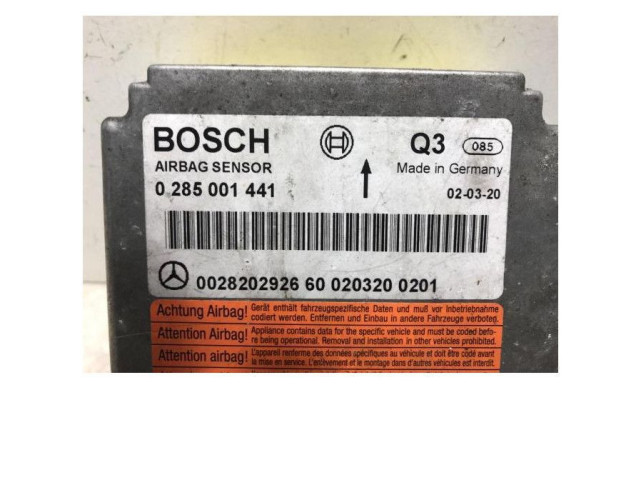 BOSCH Q3 085
AIRBAG SENSOR Made in Germany
0 285 001 441 02-03-20
0028202926 60 020320 0201
Achtung Airbag! Gerät enthält fahrzeugspezifische Daten und muß vor Inbetriebnahme
codiert werden. Entfernen und Einbau in andere Fahrzeuge verboten.
Attention Airbag! Appliance contains data for the specific vehicle and must be coded befo-
re being operational. Removal and installation in other vehicles prohibited.
Attention airbag! L'appareil renferme des données spécifiques au véhicule et doit être codé avant
la mise en service. L'enlèvement et le montage dans d'autres véhicules est interdit.